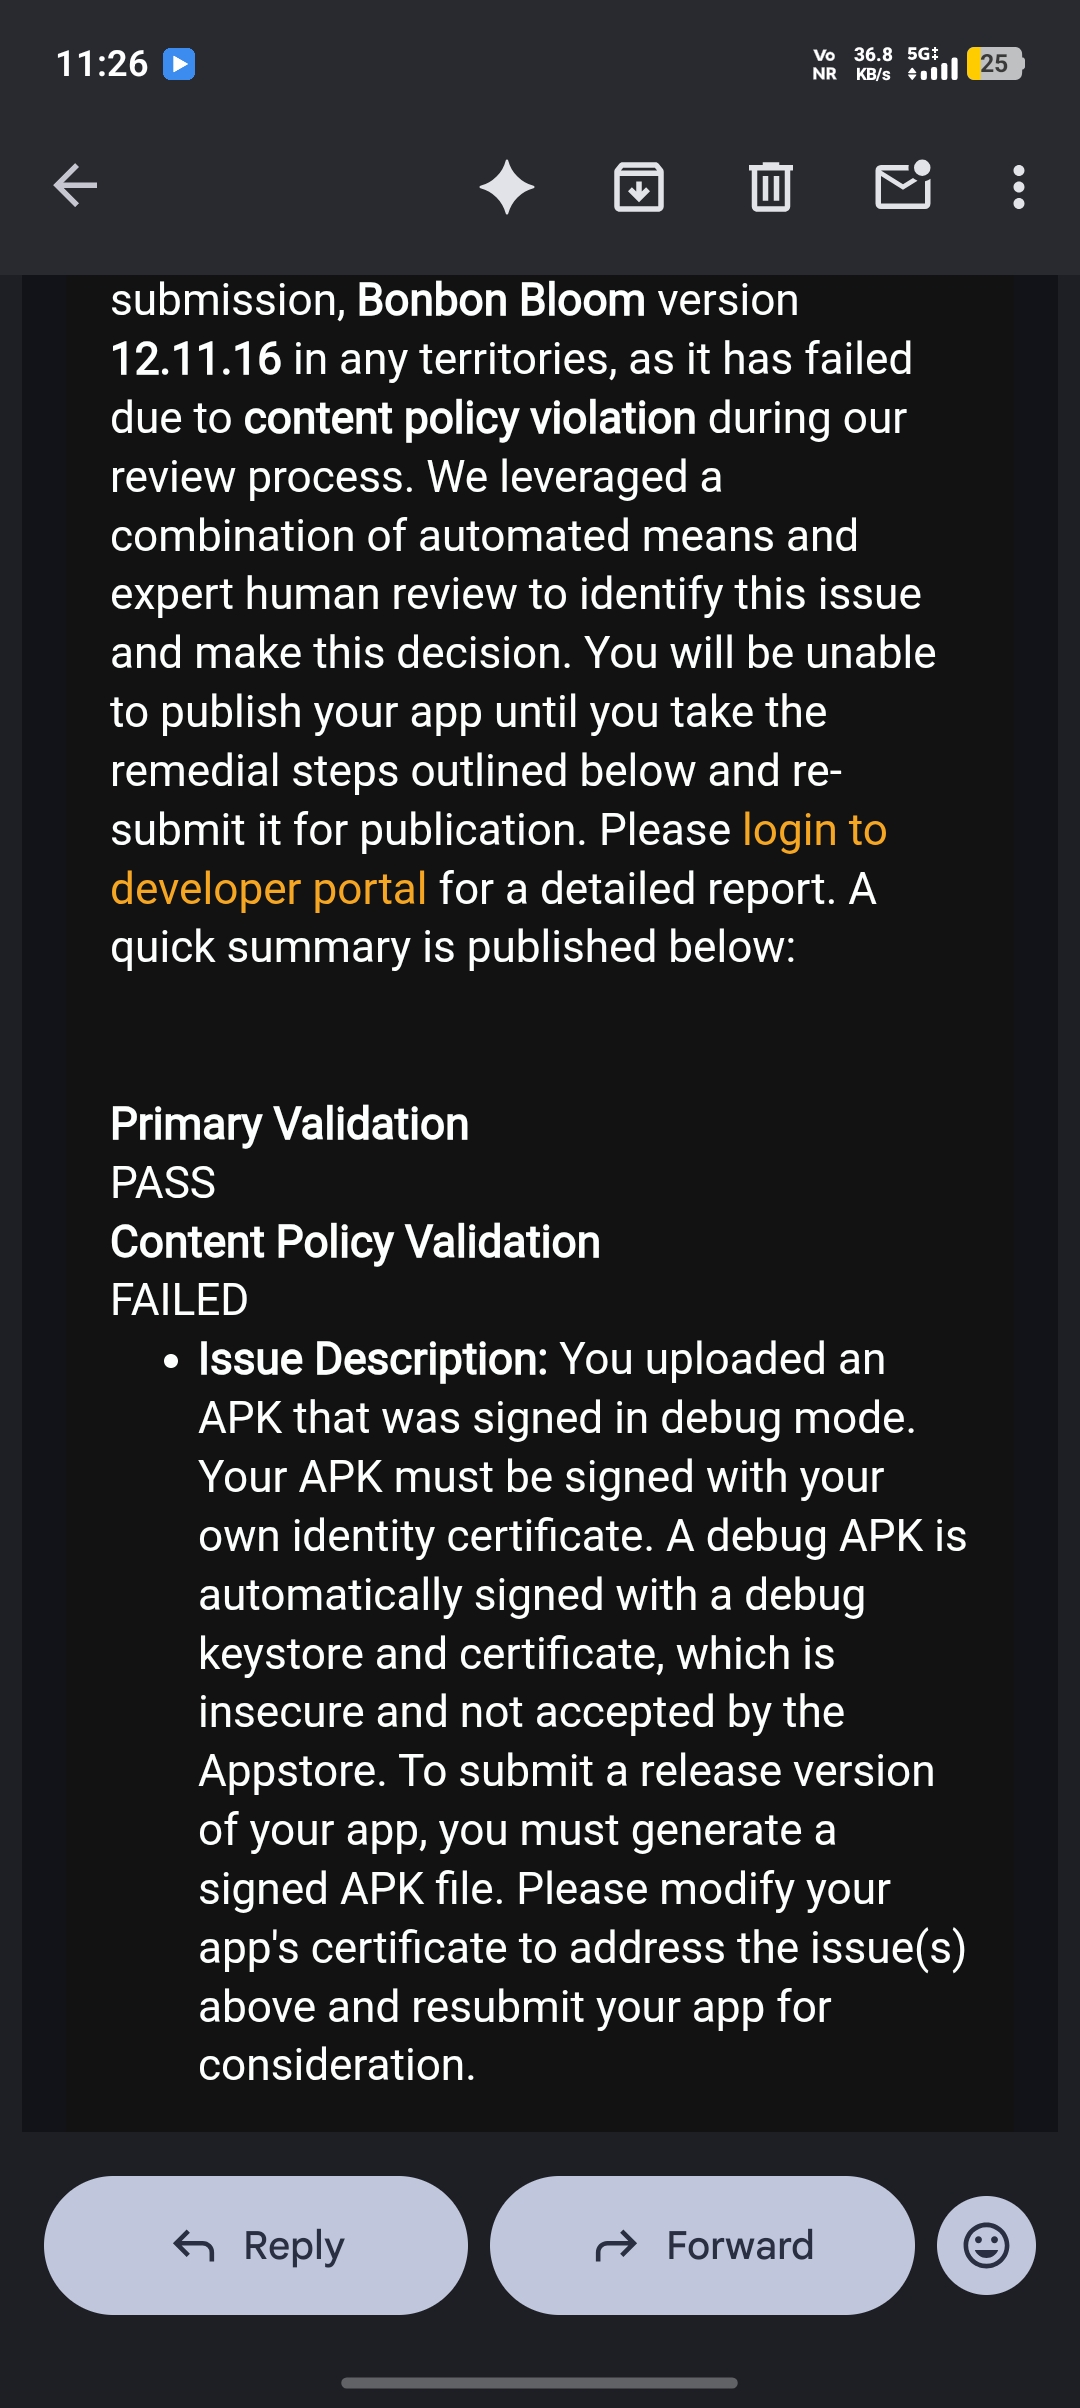 11:26
Vo NR
36.8 KB/s
5G
25
submission, Bonbon Bloom version
12.11.16 in any territories, as it has failed
due to content policy violation during our
review process. We leveraged a
combination of automated means and
expert human review to identify this issue
and make this decision. You will be unable
to publish your app until you take the
remedial steps outlined below and re-
submit it for publication. Please login to
developer portal for a detailed report. A
quick summary is published below:
Primary Validation
PASS
Content Policy Validation
FAILED
• Issue Description: You uploaded an
APK that was signed in debug mode.
Your APK must be signed with your
own identity certificate. A debug APK is
automatically signed with a debug
keystore and certificate, which is
insecure and not accepted by the
Appstore. To submit a release version
of your app, you must generate a
signed APK file. Please modify your
app's certificate to address the issue(s)
above and resubmit your app for
consideration.
Reply
Forward